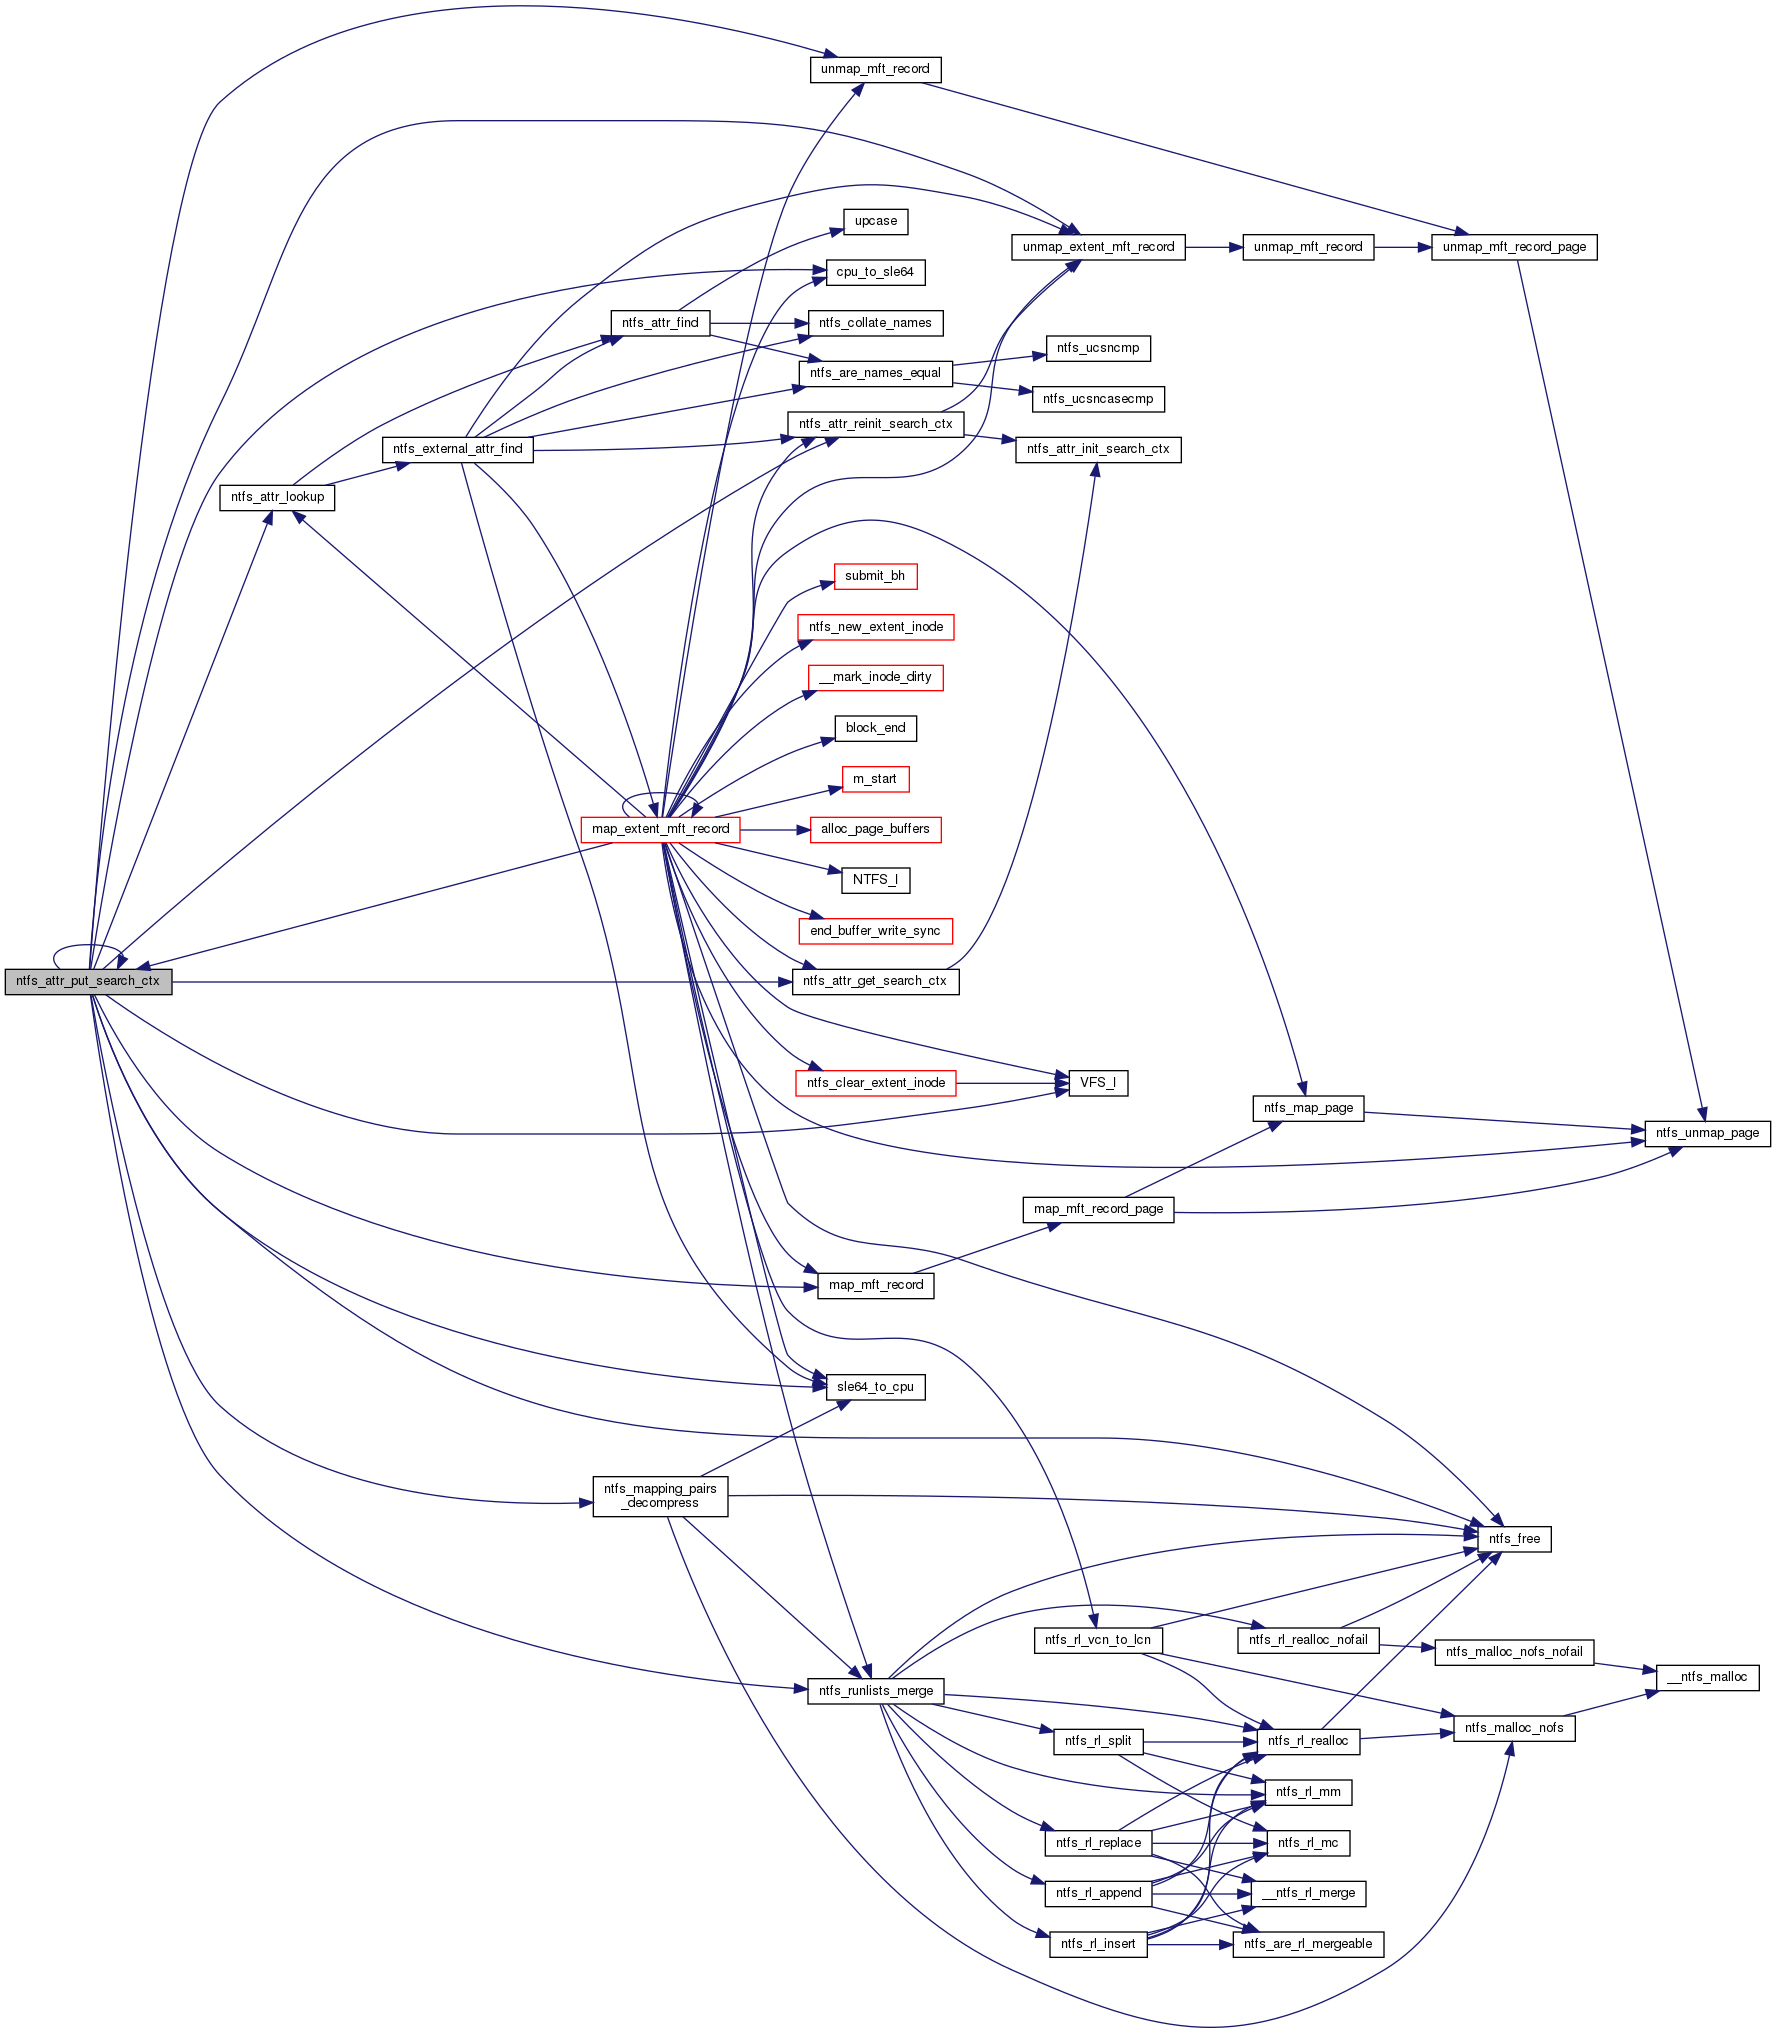 unmap_mft_record
upcase
unmap_extent_mft_record
unmap_mft_record
unmap_mft_record_page
cpu_to_sle64
ntfs_attr_find
ntfs_collate_names
ntfs_ucsncmp
ntfs_are_names_equal
ntfs_ucsncasecmp
ntfs_attr_reinit_search_ctx
ntfs_external_attr_find
ntfs_attr_init_search_ctx
ntfs_attr_lookup
submit_bh
ntfs_new_extent_inode
__mark_inode_dirty
block_end
m_start
map_extent_mft_record
alloc_page_buffers
NTFS_I
end_buffer_write_sync
ntfs_attr_put_search_ctx
ntfs_attr_get_search_ctx
ntfs_clear_extent_inode
VFS_I
ntfs_map_page
ntfs_unmap_page
map_mft_record_page
map_mft_record
sle64_to_cpu
ntfs_mapping_pairs
_decompress
ntfs_free
ntfs_rl_vcn_to_lcn
ntfs_rl_realloc_nofail
ntfs_malloc_nofs_nofail
__ntfs_malloc
ntfs_runlists_merge
ntfs_malloc_nofs
ntfs_rl_split
ntfs_rl_realloc
ntfs_rl_mm
ntfs_rl_replace
ntfs_rl_mc
ntfs_rl_append
__ntfs_rl_merge
ntfs_rl_insert
ntfs_are_rl_mergeable